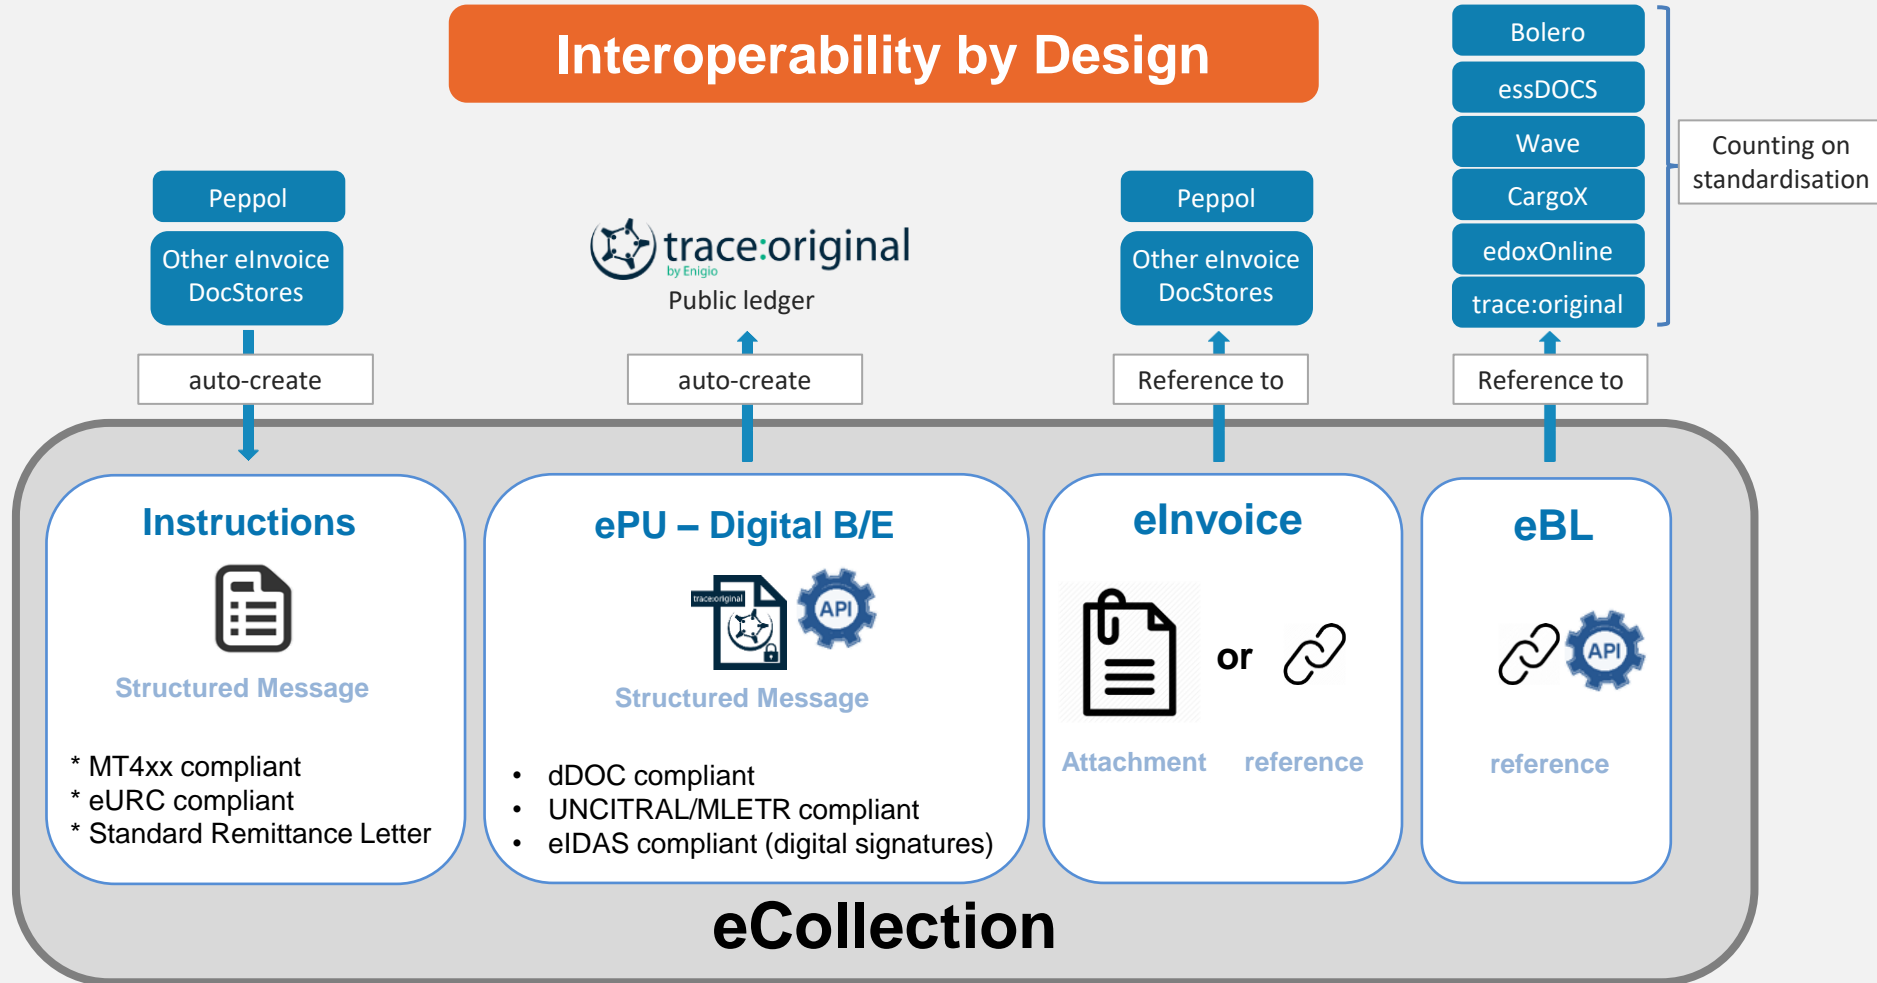 Interoperability by Design
Peppol
Other eInvoice
DocStores
auto-create
trace:original
by Enigio
Public ledger
auto-create
Peppol
Other eInvoice
DocStores
Reference to
Bolero
essDOCS
Wave
CargoX
edoxOnline
trace:original
Counting on
standardisation
Reference to
Instructions
Structured Message
* MT4xx compliant
* eURC compliant
* Standard Remittance Letter
ePU – Digital B/E
trace:original
API
Structured Message
• dDOC compliant
• UNCITRAL/MLETR compliant
• eIDAS compliant (digital signatures)
eInvoice
or
Attachment reference
eBL
API
reference
eCollection